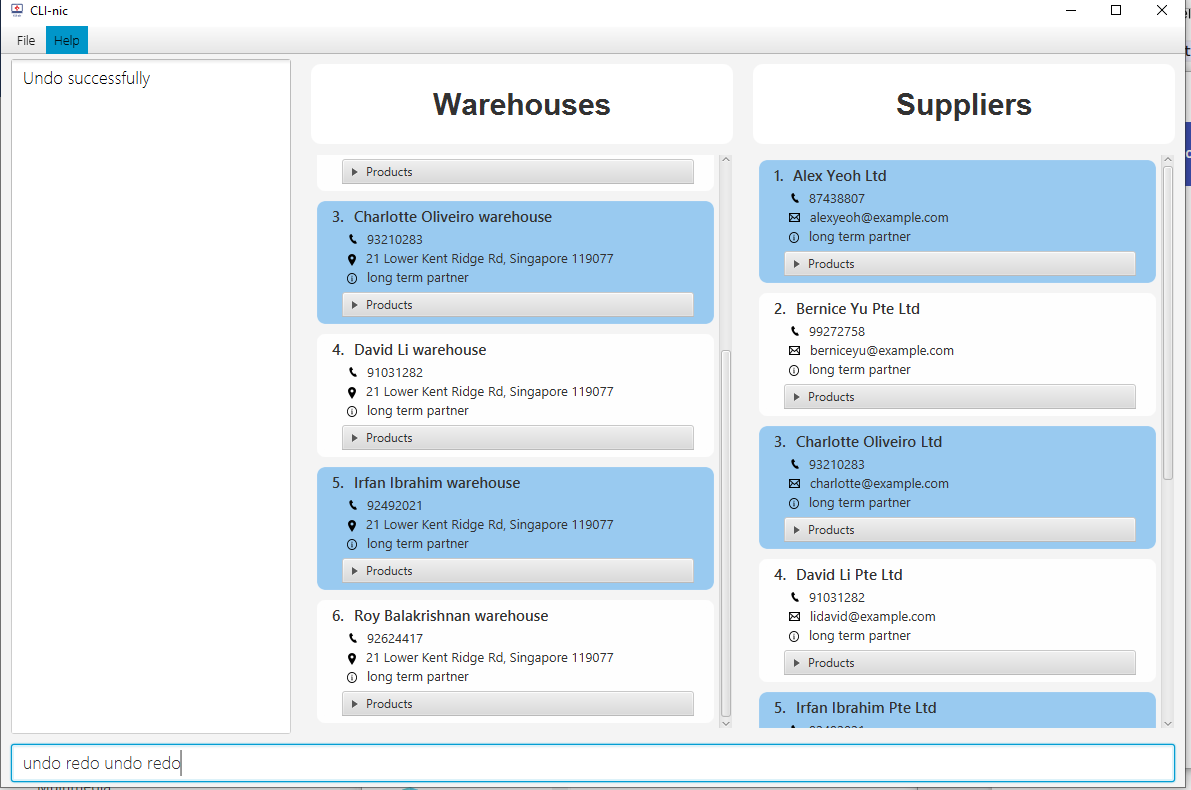 CLI-nic
File Help
Undo successfully
Warehouses
Products
3. Charlotte Oliveiro warehouse
93210283
21 Lower Kent Ridge Rd, Singapore 119077
long term partner
Products
4. David Li warehouse
91031282
21 Lower Kent Ridge Rd, Singapore 119077
long term partner
Products
5. Irfan Ibrahim warehouse
92492021
21 Lower Kent Ridge Rd, Singapore 119077
long term partner
Products
6. Roy Balakrishnan warehouse
92624417
21 Lower Kent Ridge Rd, Singapore 119077
long term partner
Products
Suppliers
1. Alex Yeoh Ltd
87438807
alexyeoh@example.com
long term partner
Products
2. Bernice Yu Pte Ltd
99272758
berniceyu@example.com
long term partner
Products
3. Charlotte Oliveiro Ltd
93210283
charlotte@example.com
long term partner
Products
4. David Li Pte Ltd
91031282
lidavid@example.com
long term partner
Products
5. Irfan Ibrahim Pte Ltd
undo redo undo redo